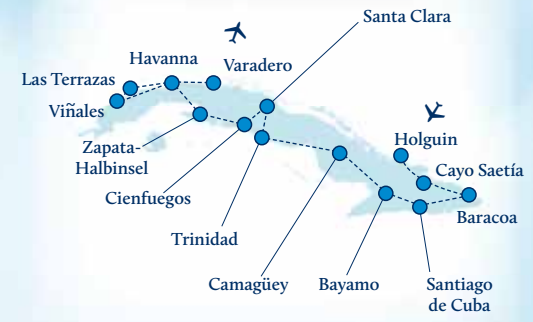 Santa Clara
Havanna
Varadero
Las Terrazas
Viñales
Holguin
Zapata-
Halbinsel
Cayo Saetía
Cienfuegos
Baracoa
Trinidad
Camagüey
Bayamo
Santiago
de Cuba